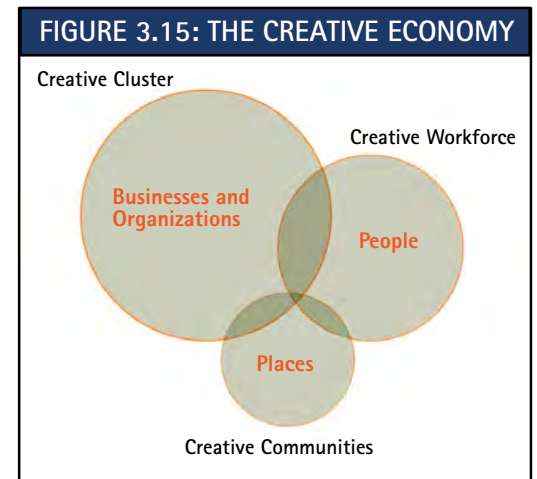 FIGURE 3.15: THE CREATIVE ECONOMY
Creative Cluster
Creative Workforce
Businesses and
Organizations
People
Places
Creative Communities